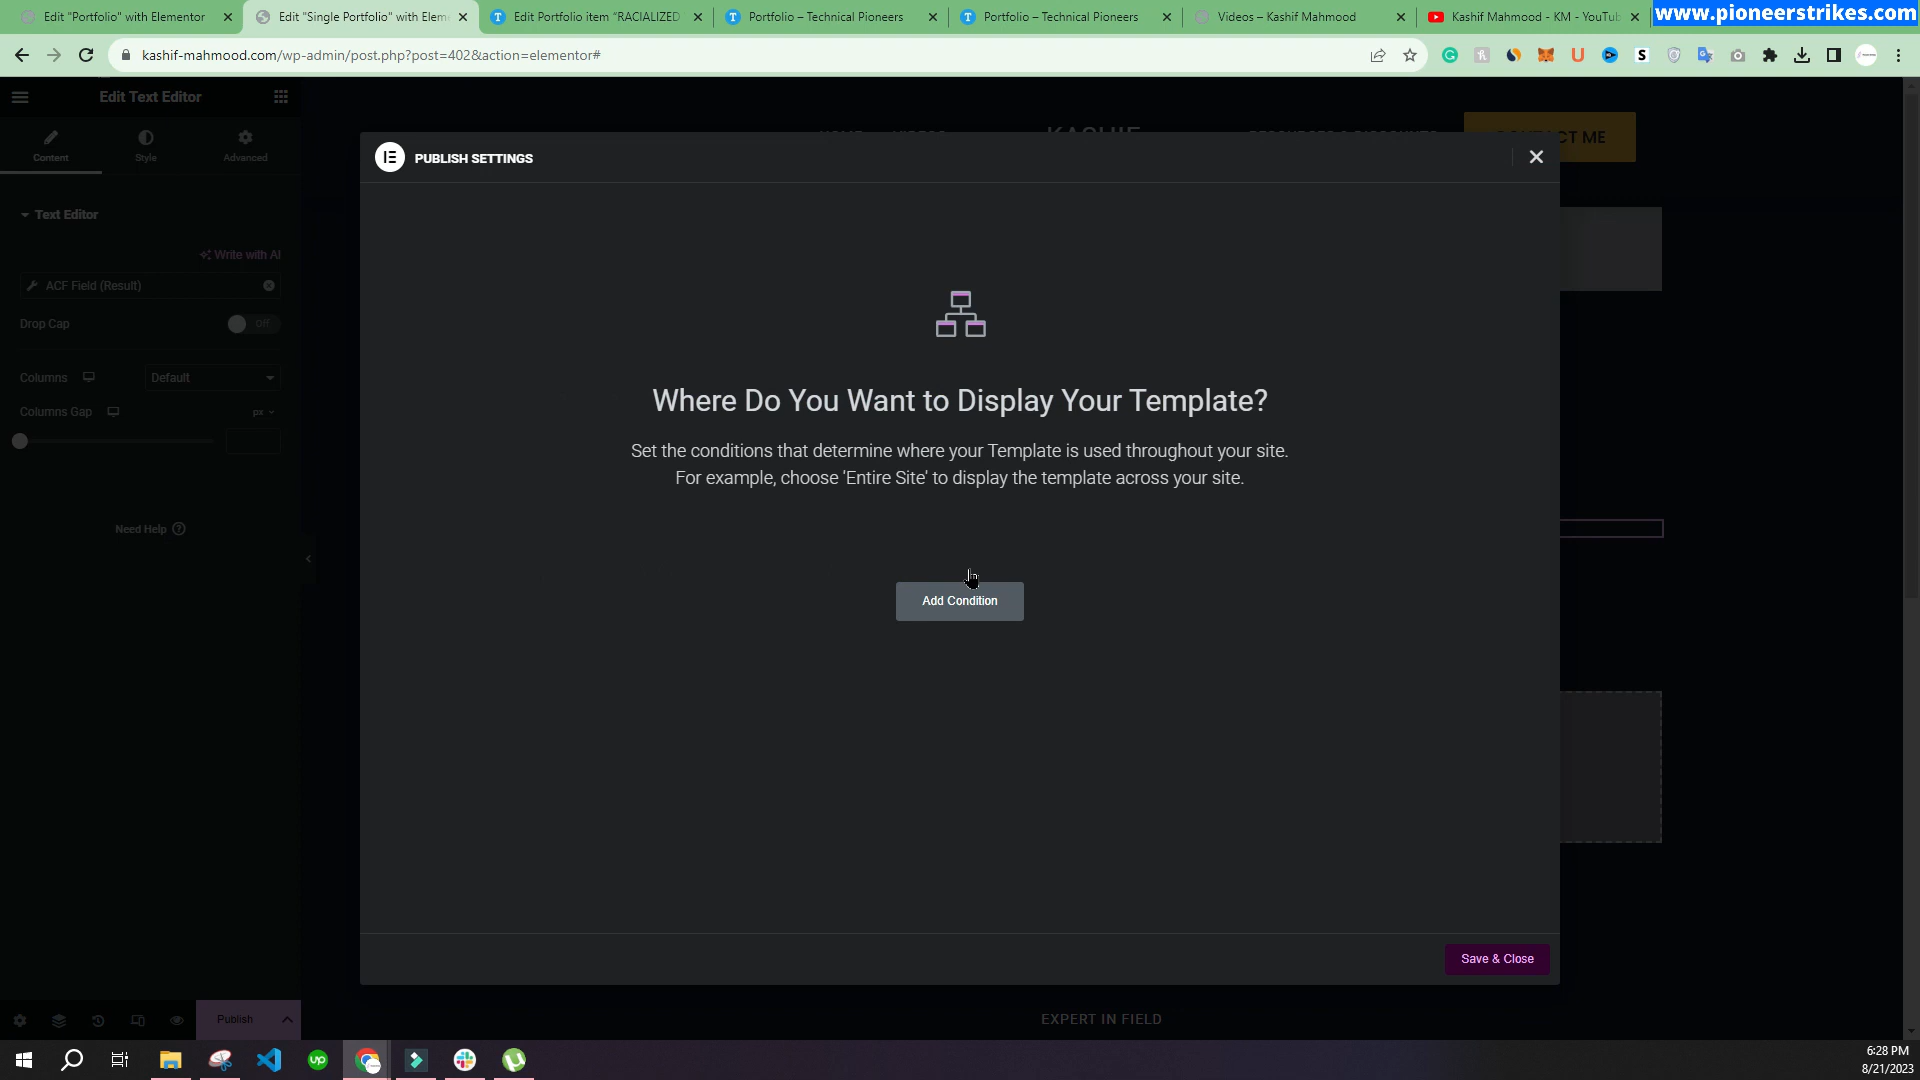 Edit "Portfolio" with Elementor
Edit "Single Portfolio" with Elem
Edit Portfolio item "RACIALIZED
Portfolio – Technical Pioneers
Portfolio – Technical Pioneers
Videos – Kashif Mahmood
Kashif Mahmood - KM - YouTub
www.pioneerstrikes.com
kashif-mahmood.com/wp-admin/post.php?post=402&action=elementor#
Edit Text Editor
Content
Style
Advanced
Text Editor
Write with AI
ACF Field (Result)
Drop Cap
Off
Columns
Default
Columns Gap
px
Need Help
Publish
KASHIF
CT ME
PUBLISH SETTINGS
Where Do You Want to Display Your Template?
Set the conditions that determine where your Template is used throughout your site.
For example, choose 'Entire Site' to display the template across your site.
Add Condition
Save & Close
EXPERT IN FIELD
6:28 PM
8/21/2023